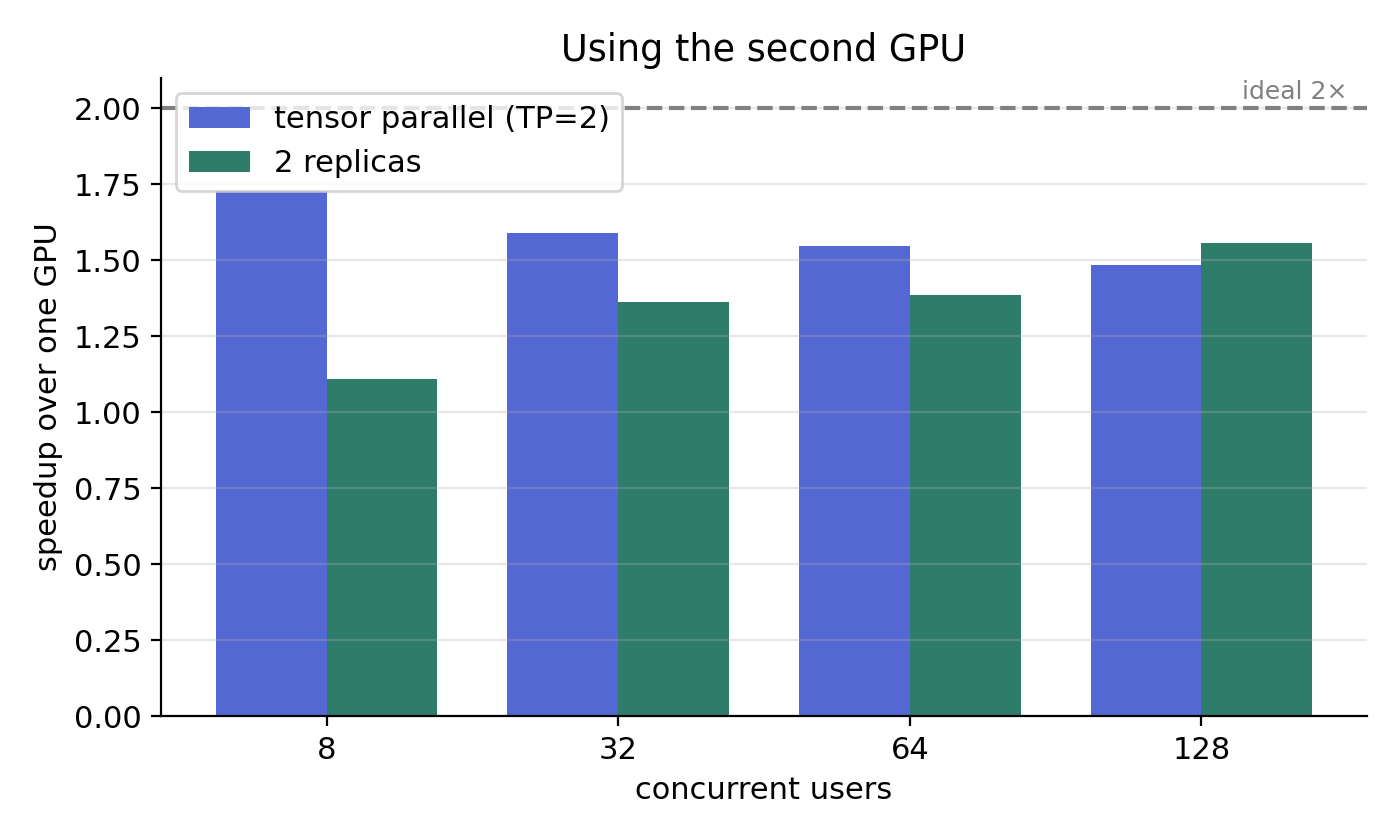 Using the second GPU
ideal 2×
tensor parallel (TP=2)
2 replicas
speedup over one GPU
2.00
1.75
1.50
1.25
1.00
0.75
0.50
0.25
0.00
8 32 64 128
concurrent users